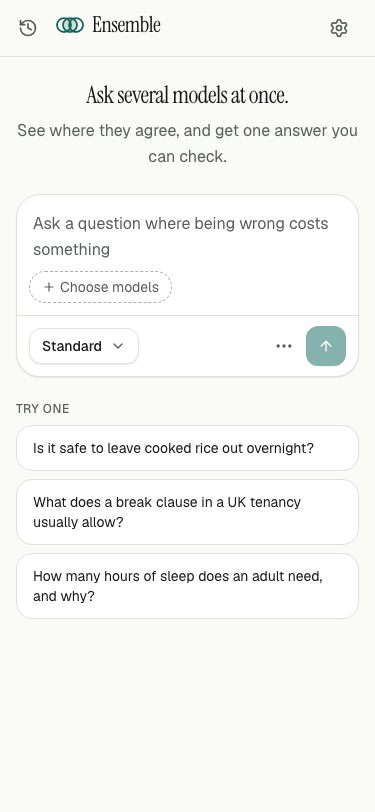 Ensemble
Ask several models at once.
See where they agree, and get one answer you
can check.
Ask a question where being wrong costs
something
+ Choose models
Standard
TRY ONE
Is it safe to leave cooked rice out overnight?
What does a break clause in a UK tenancy
usually allow?
How many hours of sleep does an adult need,
and why?